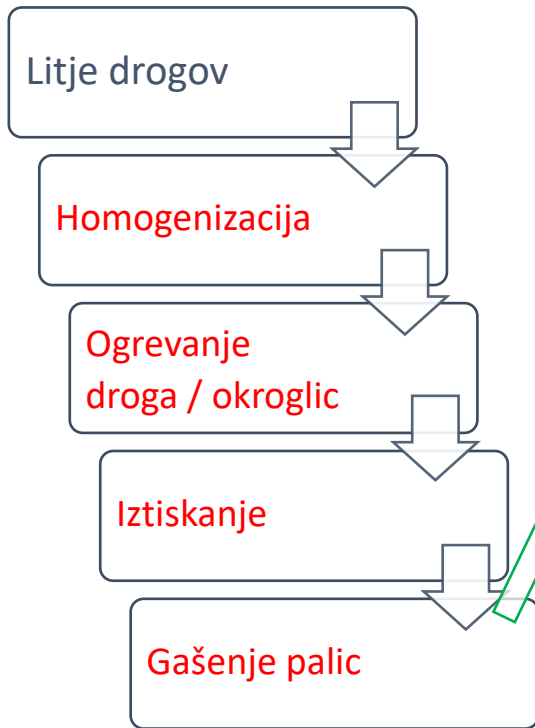 Litje drogov
Homogenizacija
Ogrevanje
droga / okroglic
Iztiskanje
Gašenje palic